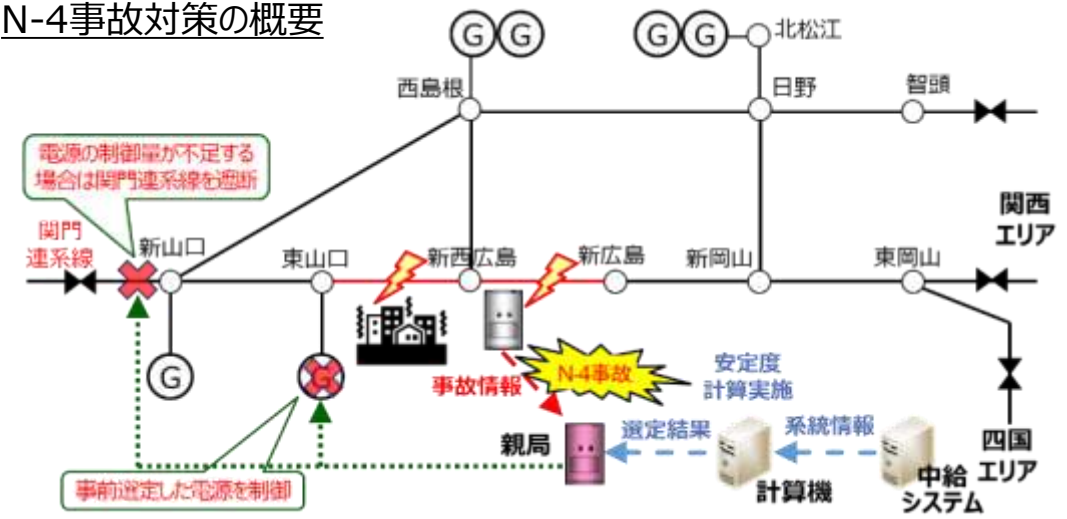 N-4事故対策の概要
G G
G G
北松江
西島根
日野
智頭
電源の制御量が不足する
場合は関門連系線を遮断
関西
エリア
関門
連系線
新山口
東山口
新西広島
新広島
新岡山
東岡山
G
G
N-4事故
事故情報
安定度
計算実施
親局
選定結果
系統情報
計算機
中給
システム
四国
エリア
事前選定した電源を制御